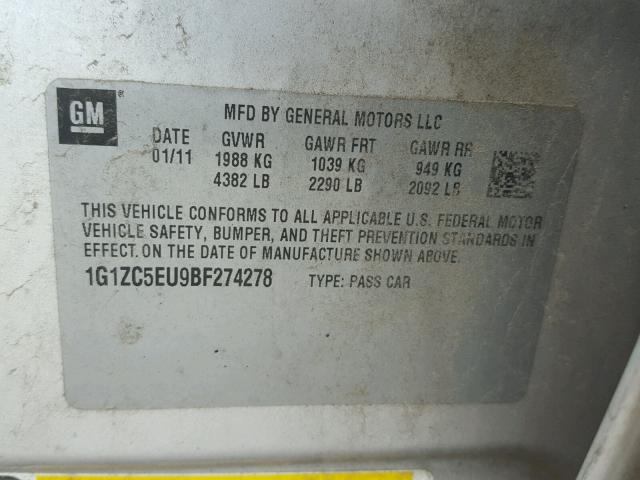 GM ®
MFD BY GENERAL MOTORS LLC
DATE GVWR GAWR FRT GAWR RR
01/11 1988 KG 1039 KG 949 KG
4382 LB 2290 LB 2092 LB
THIS VEHICLE CONFORMS TO ALL APPLICABLE U.S. FEDERAL MOTOR
VEHICLE SAFETY, BUMPER, AND THEFT PREVENTION STANDARDS IN
EFFECT ON THE DATE OF MANUFACTURE SHOWN ABOVE.
1G1ZC5EU9BF274278 TYPE: PASS CAR